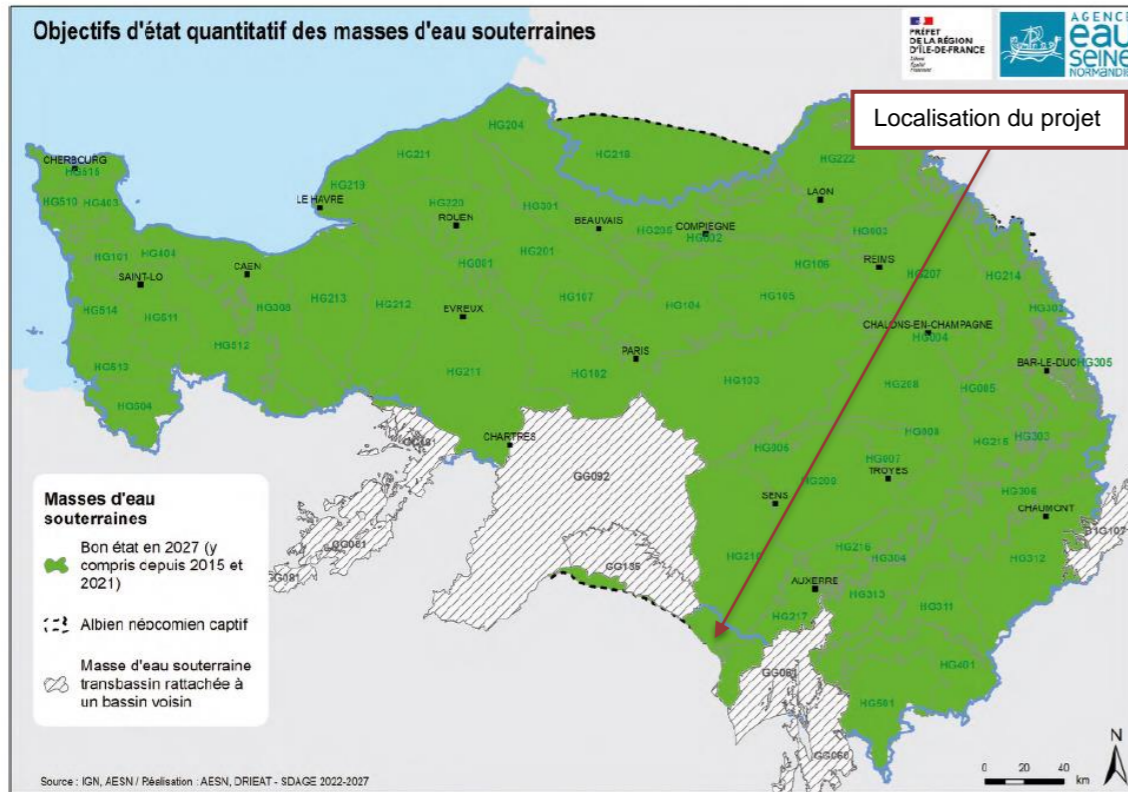 Objectifs d'état quantitatif des masses d'eau souterraines
PRÉFET
DE LA RÉGION
D'ÎLE-DE-FRANCE
Liberté
Égalité
Fraternité
AGENCE
eau
SEINE
NORMANDIE
Localisation du projet
HG204
HG221
HG218
HG222
CHERBOURG
HG515
HG219
LE HAVRE
LAON
HG510
HG403
HG220
ROUEN
HG301
BEAUVAIS
COMPIEGNE
HG205
HG002
HG003
HG101
HG404
HG001
HG201
HG106
REIMS
SAINT-LO
CAEN
HG207
HG214
HG514
HG511
HG308
HG213
HG212
EVREUX
HG107
HG104
HG105
HG302
CHALONS-EN-CHAMPAGNE
HG004
HG512
PARIS
HG513
HG211
HG102
HG103
BAR-LE-DUC
HG305
HG208
HG005
HG504
CHARTRES
HG006
HG008
HG215
HG303
HG007
GG092
TROYES
HG209
SENS
HG306
CHAUMONT
GG081
GG081
GG135
HG216
HG304
HG312
AUXERRE
HG313
HG217
HG311
HG401
HG501
Masses d'eau
souterraines
Bon état en 2027 (y
compris cepuis 2015 et
2021)
Albien néocomien captif
Masse d'eau souterraine
transbassin rattachée à
un bassin voisin
N
0 20 40
km
Source : IGN, AESN / Réalisation : AESN, DRIEAT - SDAGE 2022-2027